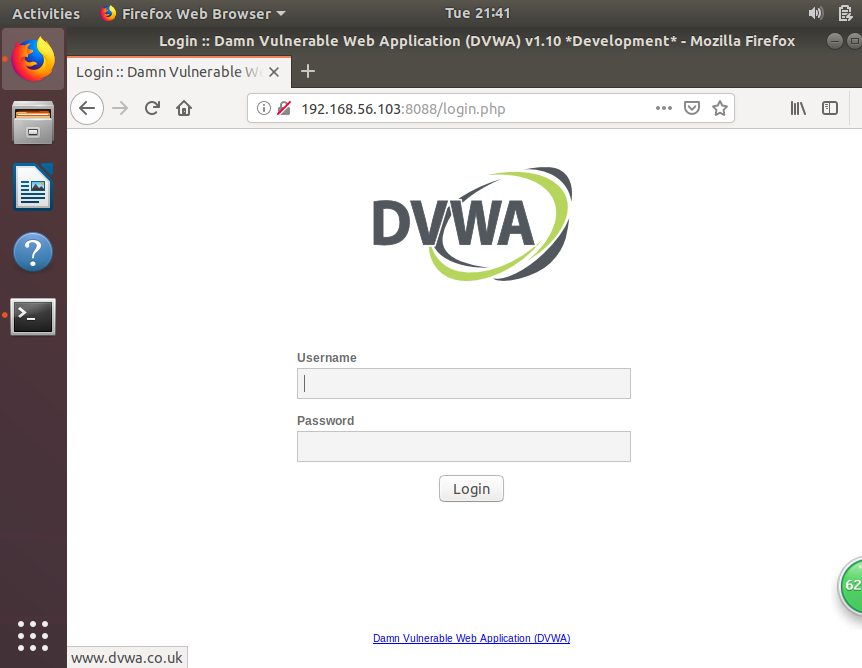 Activities Firefox Web Browser Tue 21:41
Login :: Damn Vulnerable Web Application (DVWA) v1.10 *Development* - Mozilla Firefox
Login :: Damn Vulnerable W
192.168.56.103:8088/login.php
DVWA
Username
Password
Login
62
Damn Vulnerable Web Application (DVWA)
www.dvwa.co.uk